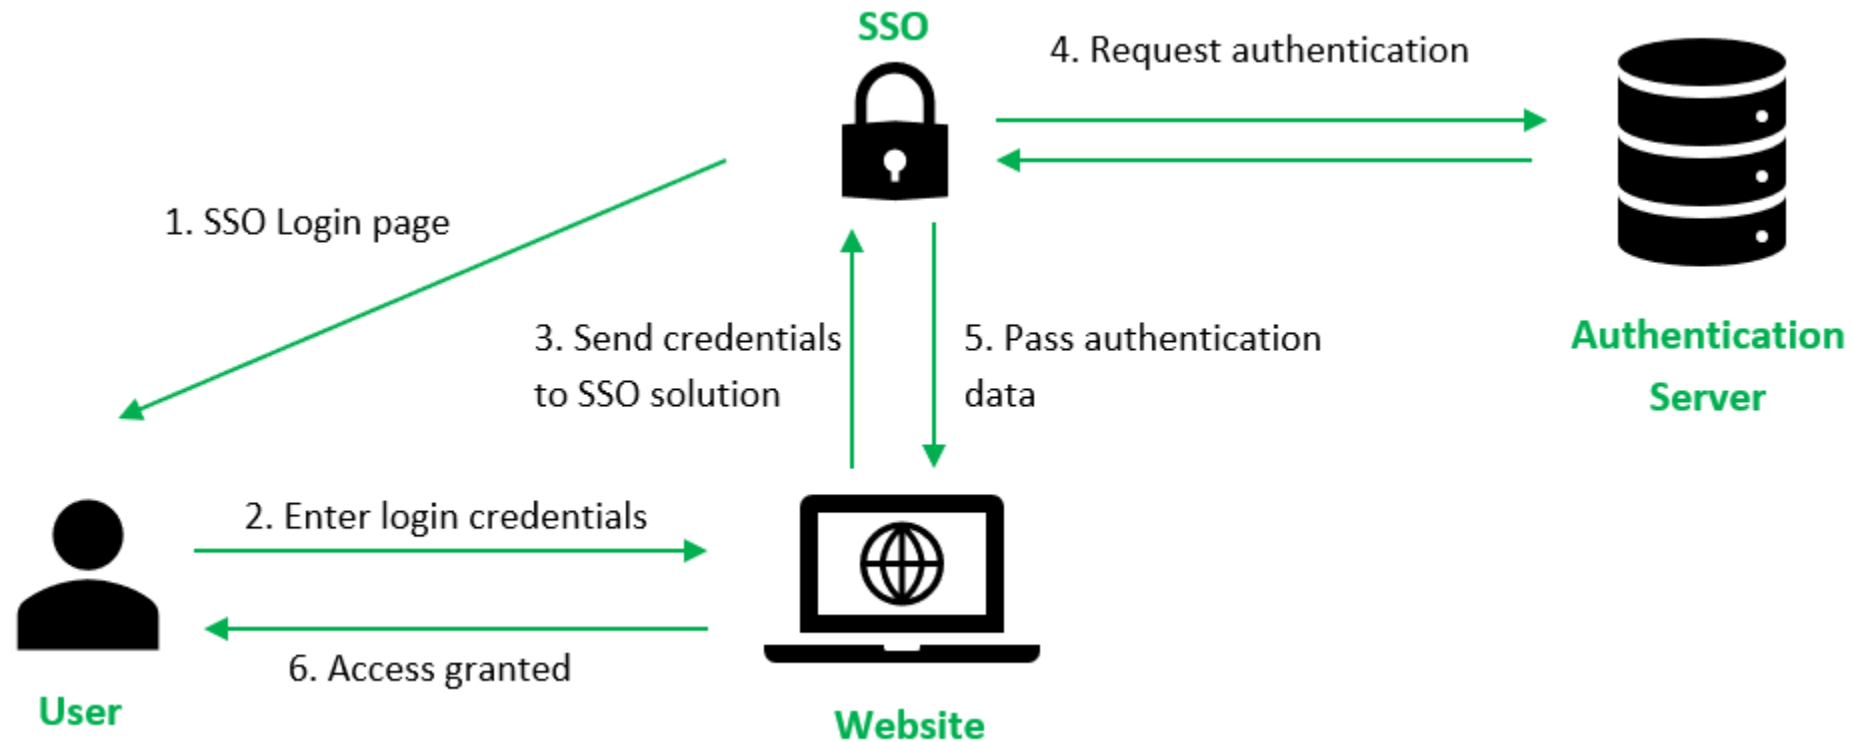 SSO
4. Request authentication
1. SSO Login page
3. Send credentials
to SSO solution
5. Pass authentication
data
Authentication
Server
2. Enter login credentials
6. Access granted
User
Website